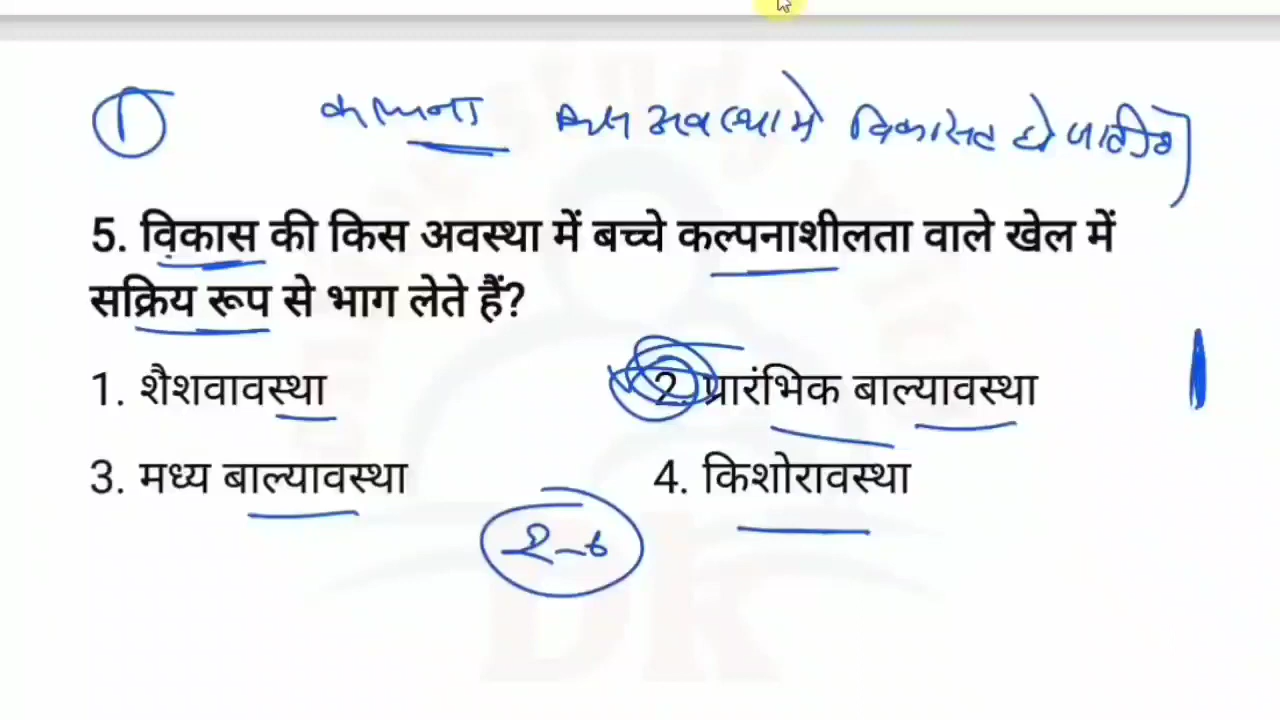 1 कल्पना किस अवस्था में विकसित हो जाती है
5. विकास की किस अवस्था में बच्चे कल्पनाशीलता वाले खेल में
सक्रिय रूप से भाग लेते हैं?
1. शैशवावस्था 2. प्रारंभिक बाल्यावस्था
3. मध्य बाल्यावस्था 4. किशोरावस्था
2-6